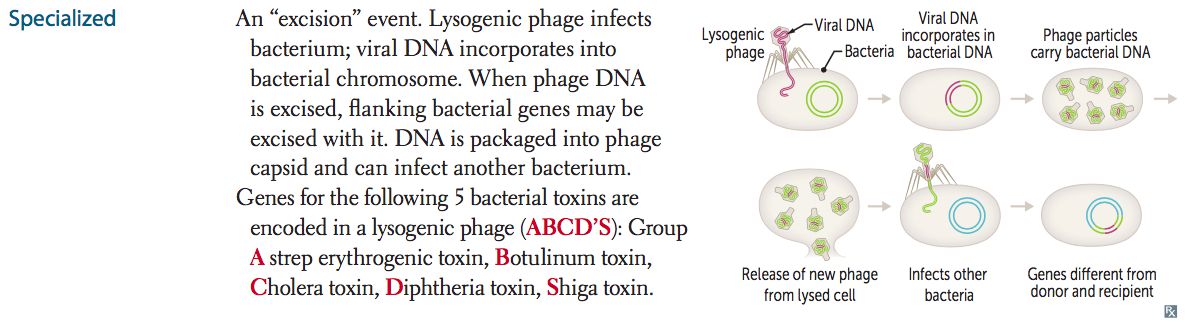 Specialized
An “excision” event. Lysogenic phage infects
bacterium; viral DNA incorporates into
bacterial chromosome. When phage DNA
is excised, flanking bacterial genes may be
excised with it. DNA is packaged into phage
capsid and can infect another bacterium.
Genes for the following 5 bacterial toxins are
encoded in a lysogenic phage (ABCD’S): Group
A strep erythrogenic toxin, Botulinum toxin,
Cholera toxin, Diphtheria toxin, Shiga toxin.
Lysogenic
phage
Viral DNA
Bacteria
Viral DNA
incorporates in
bacterial DNA
Phage particles
carry bacterial DNA
Release of new phage
from lysed cell
Infects other
bacteria
Genes different from
donor and recipient
Rx